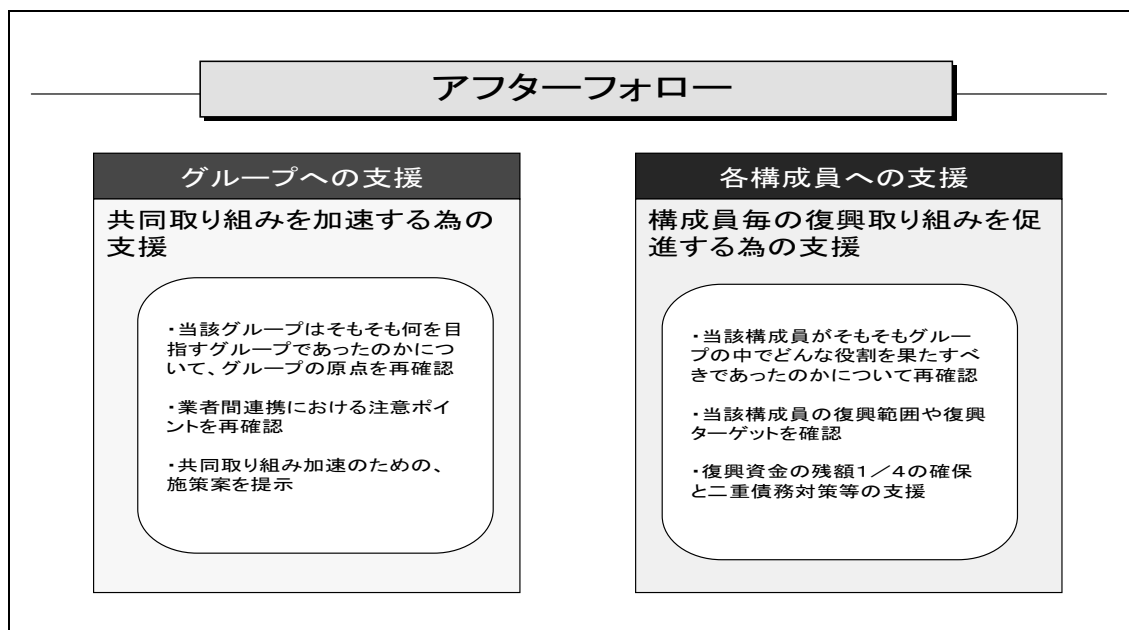 アフターフォロー
グループへの支援
共同取り組みを加速する為の
支援
・当該グループはそもそも何を目
指すグループであったのかにつ
いて、グループの原点を再確認
・業者間連携における注意ポイ
ントを再確認
・共同取り組み加速のための、
施策案を提示
各構成員への支援
構成員毎の復興取り組みを促
進する為の支援
・当該構成員がそもそもグルー
プの中でどんな役割を果たすべ
きであったのかについて再確認
・当該構成員の復興範囲や復興
ターゲットを確認
・復興資金の残額1/4の確保
と二重債務対策等の支援